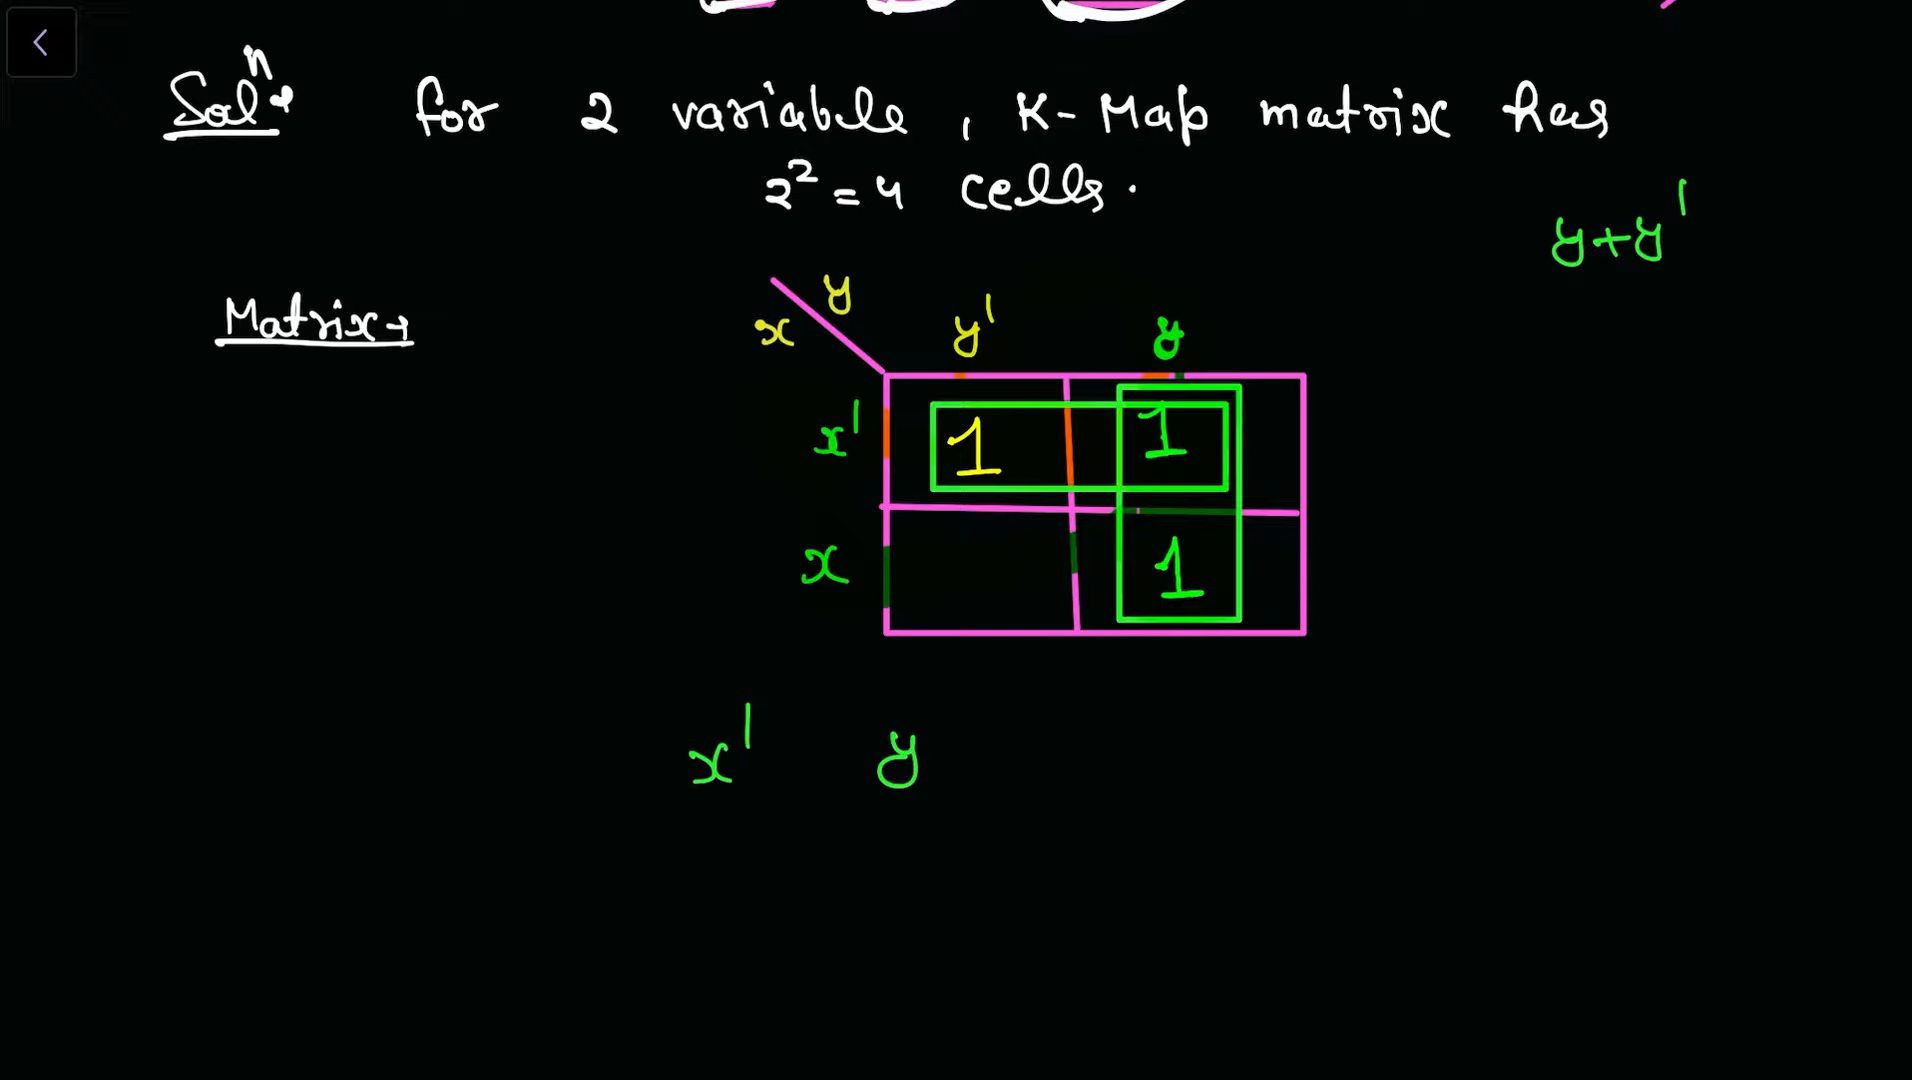 Solⁿ: for 2 variable, K-Map matrix has
2² = 4 cells.
y+y'
Matrix→
x y y' y
x' 1 1
x 1
x' y